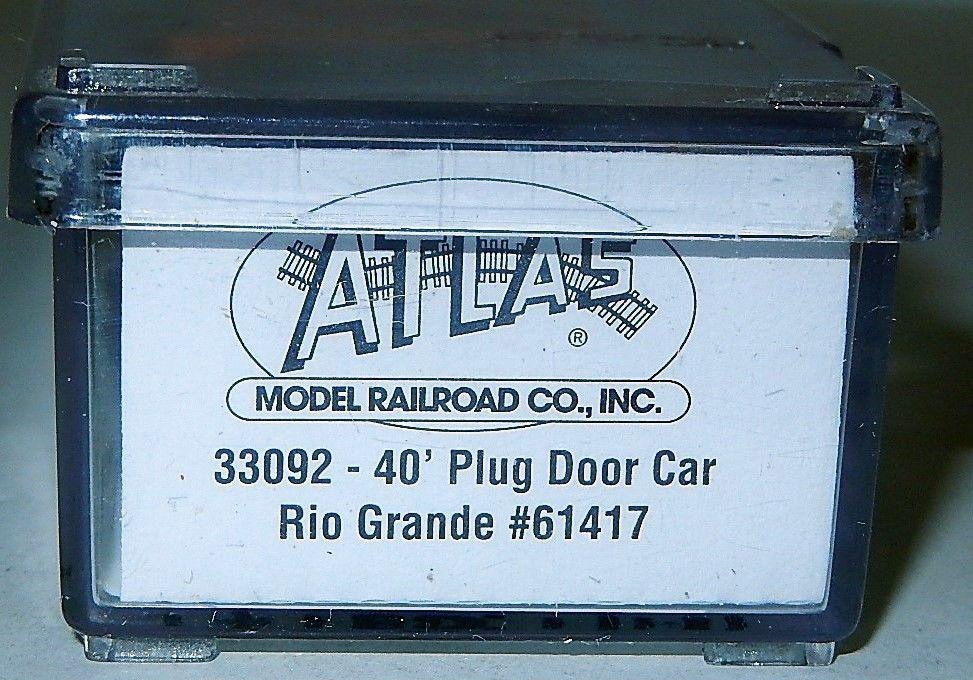 ATLAS
®
MODEL RAILROAD CO., INC.
33092 - 40' Plug Door Car
Rio Grande #61417